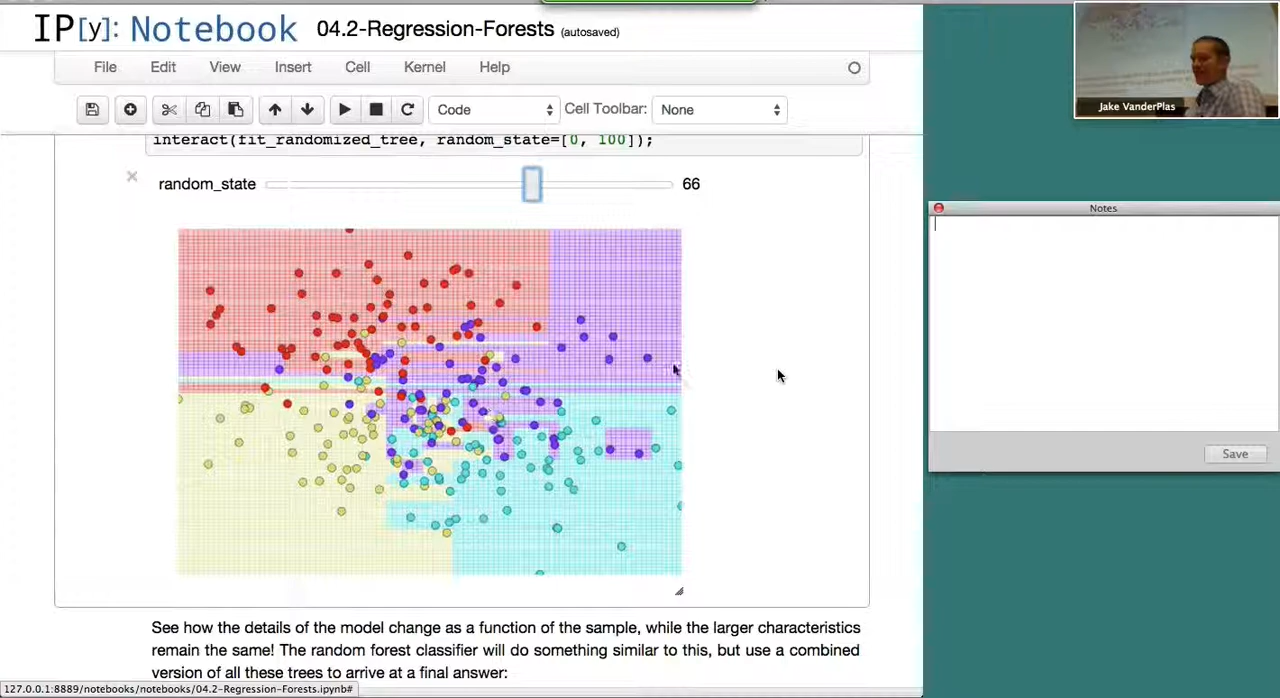 IP[y]: Notebook 04.2-Regression-Forests (autosaved)
File Edit View Insert Cell Kernel Help
Code Cell Toolbar: None
interact(fit_randomized_tree, random_state=[0, 100]);
random_state 66
See how the details of the model change as a function of the sample, while the larger characteristics
remain the same! The random forest classifier will do something similar to this, but use a combined
version of all these trees to arrive at a final answer:
127.0.0.1:8889/notebooks/notebooks/04.2-Regression-Forests.ipynb#
Jake VanderPlas
Notes
Save